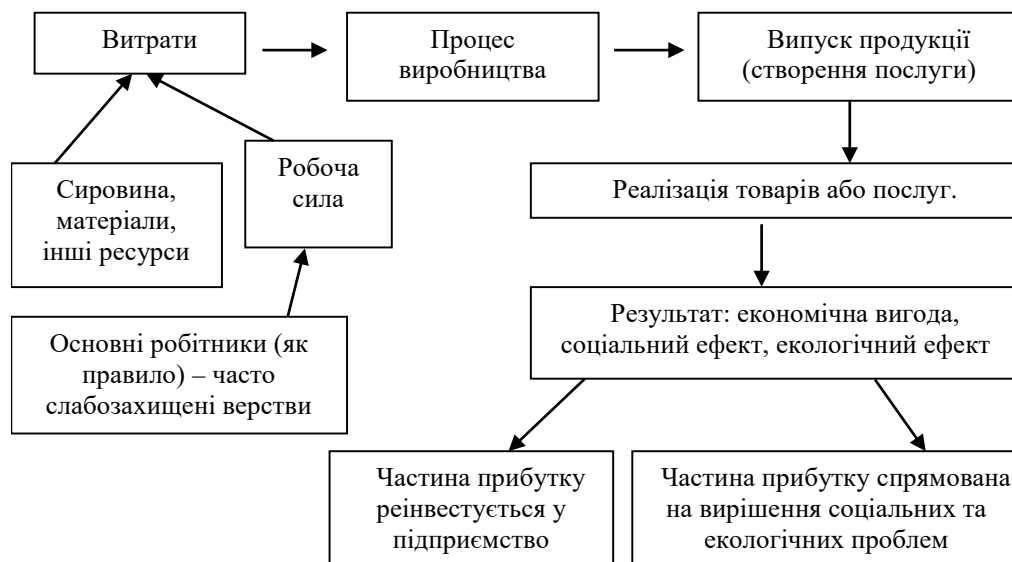 Витрати
Процес
виробництва
Випуск продукції
(створення послуги)
Сировина,
матеріали,
інші ресурси
Робоча
сила
Реалізація товарів або послуг.
Основні робітники (як
правило) – часто
слабозахищені верстви
Результат: економічна вигода,
соціальний ефект, екологічний ефект
Частина прибутку
реінвестується у
підприємство
Частина прибутку спрямована
на вирішення соціальних та
екологічних проблем